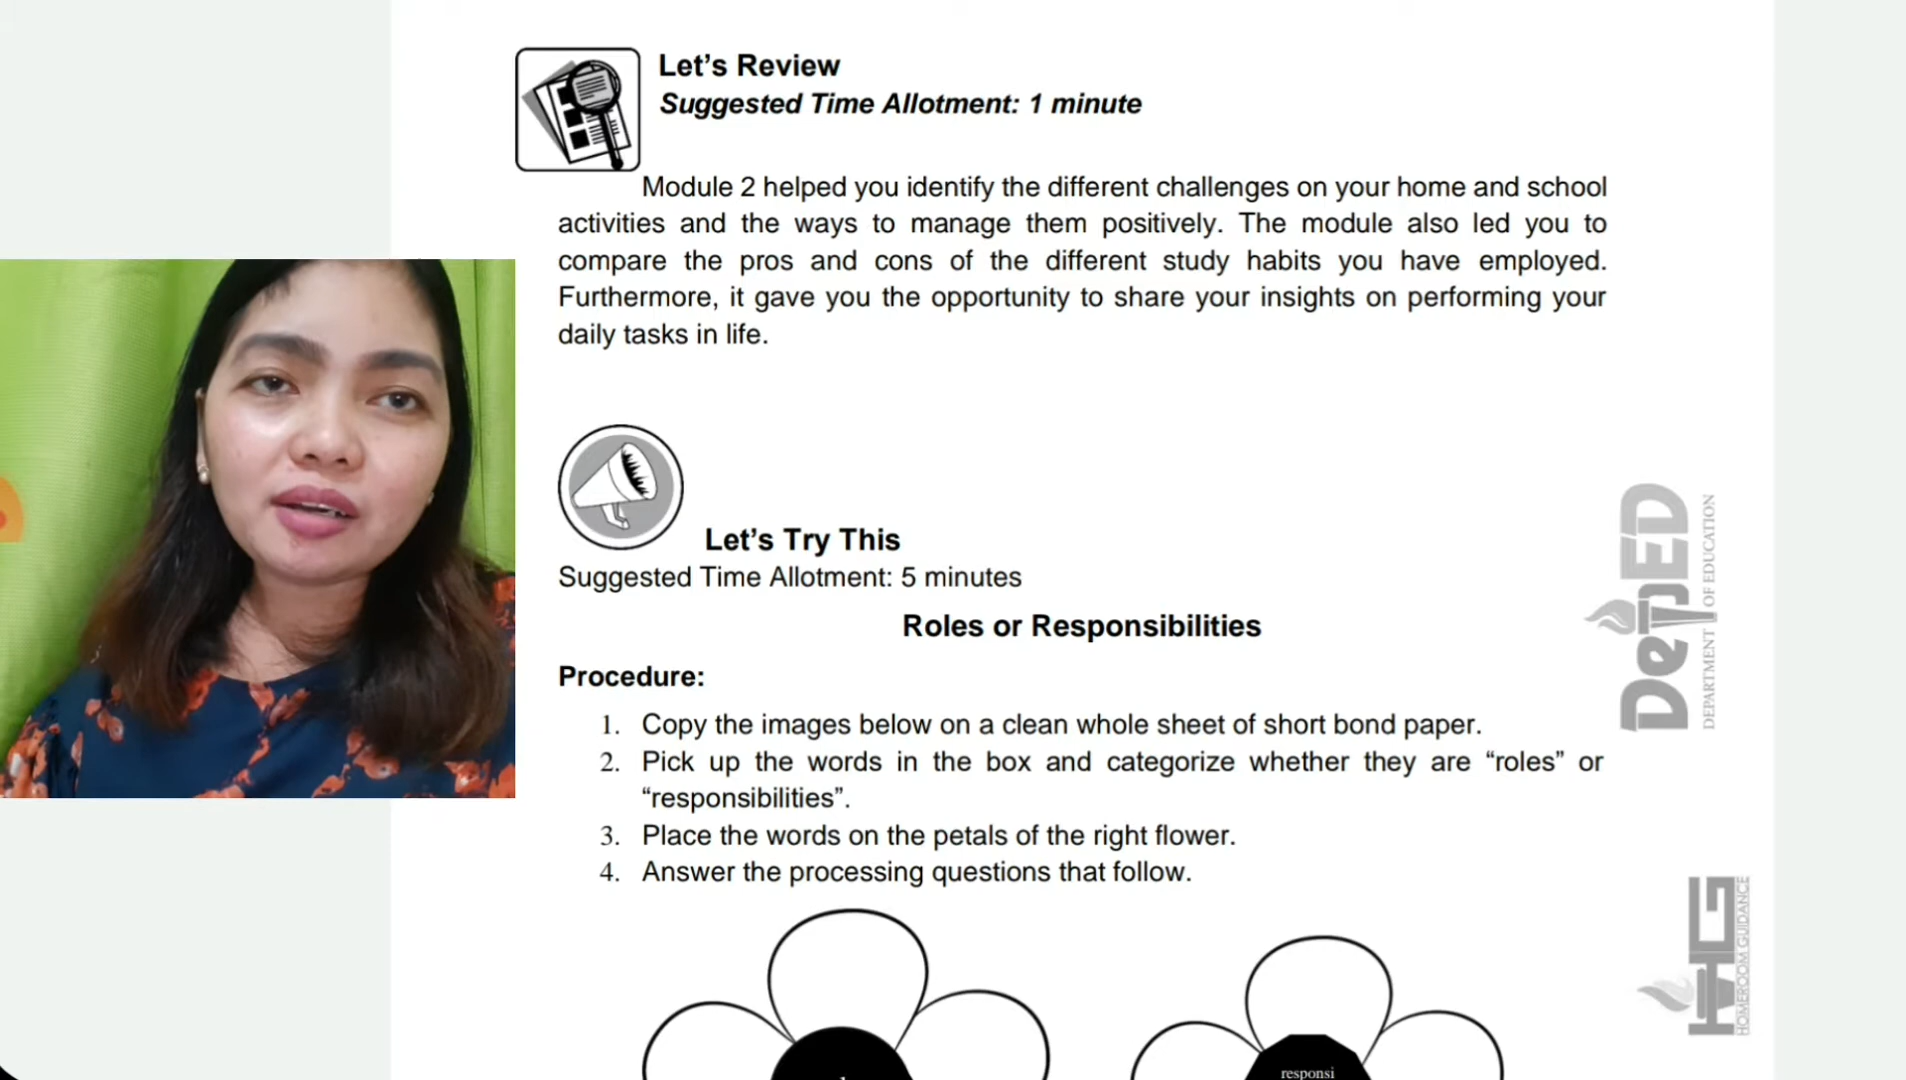 Let's Review
Suggested Time Allotment: 1 minute
Module 2 helped you identify the different challenges on your home and school
activities and the ways to manage them positively. The module also led you to
compare the pros and cons of the different study habits you have employed.
Furthermore, it gave you the opportunity to share your insights on performing your
daily tasks in life.
Let's Try This
Suggested Time Allotment: 5 minutes
Roles or Responsibilities
Procedure:
1. Copy the images below on a clean whole sheet of short bond paper.
2. Pick up the words in the box and categorize whether they are “roles” or
“responsibilities”.
3. Place the words on the petals of the right flower.
4. Answer the processing questions that follow.
responsi
DepED
DEPARTMENT OF EDUCATION
HG
HOMEROOM GUIDANCE